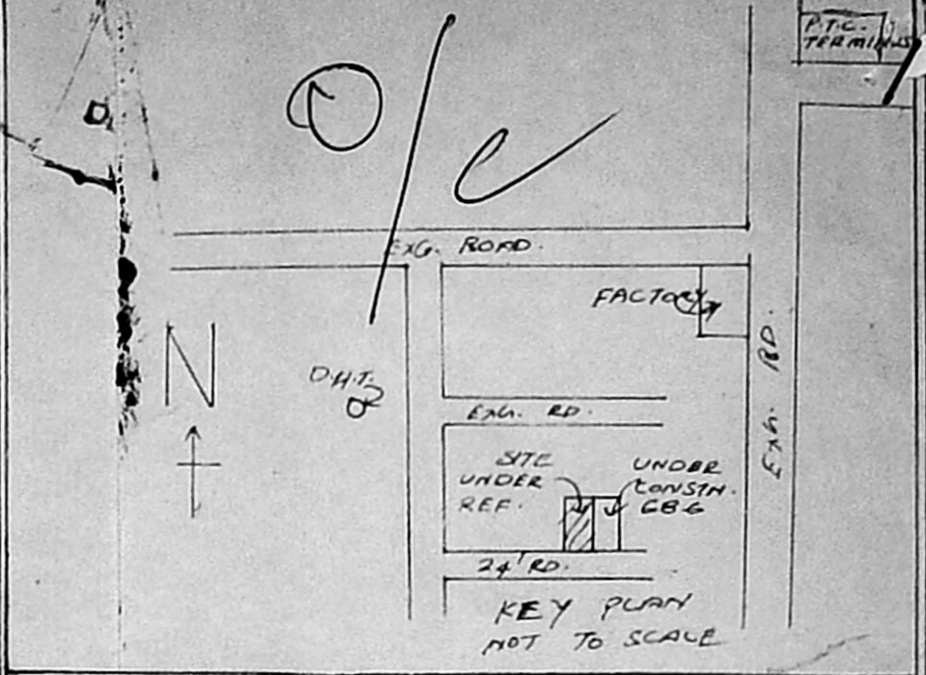 P.T.C.
TERMINUS
EXG. ROAD.
FACTORY
N
O.H.T.
EXG. RD.
EXG. RD.
SITE
UNDER
REF.
UNDER
CONSTN.
24' RD.
KEY PLAN
NOT TO SCALE